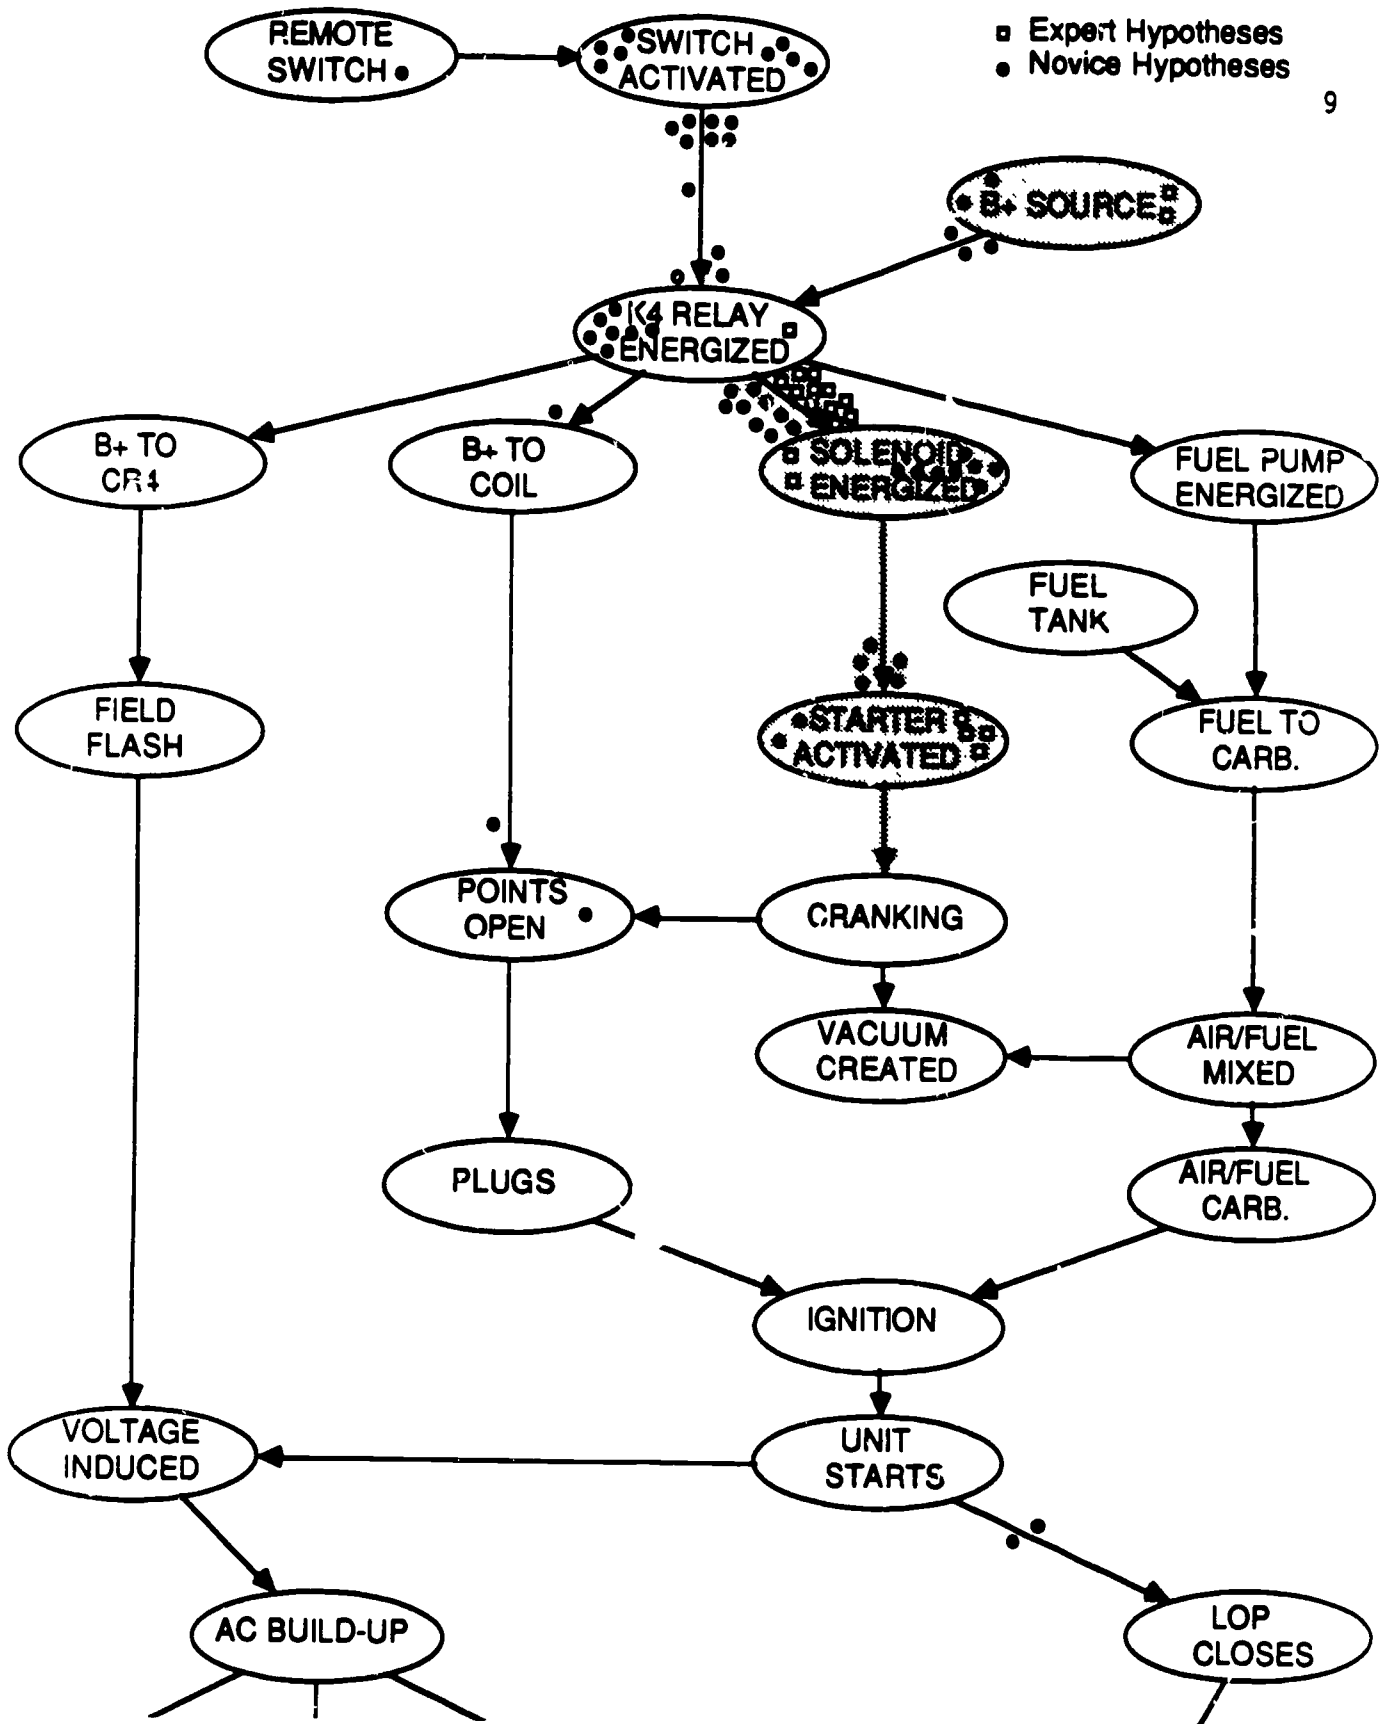 REMOTE
SWITCH
SWITCH
ACTIVATED
Expert Hypotheses
Novice Hypotheses
9
B+ SOURCE
K4 RELAY
ENERGIZED
B+ TO
CR4
B+ TO
COIL
SOLENOID
ENERGIZED
FUEL PUMP
ENERGIZED
FUEL
TANK
FIELD
FLASH
STARTER
ACTIVATED
FUEL TO
CARB.
POINTS
OPEN
CRANKING
VACUUM
CREATED
AIR/FUEL
MIXED
PLUGS
AIR/FUEL
CARB.
IGNITION
VOLTAGE
INDUCED
UNIT
STARTS
AC BUILD-UP
LOP
CLOSES